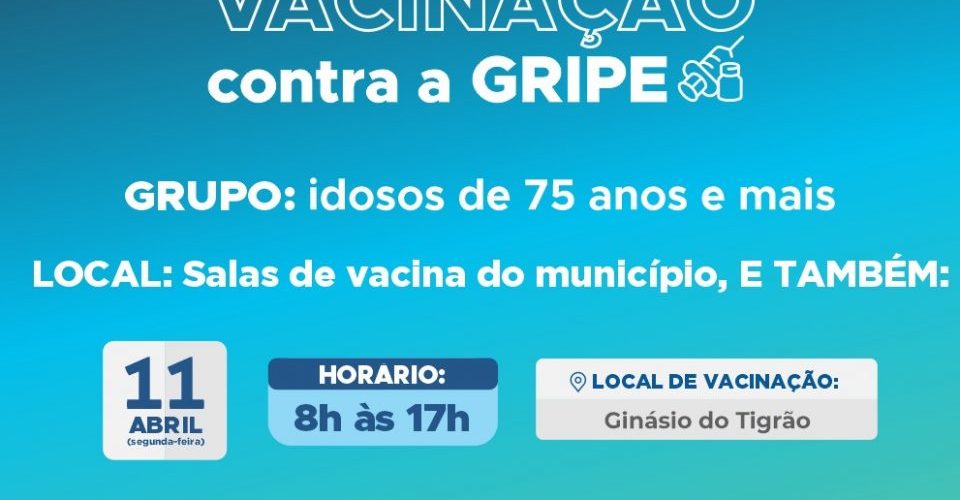 VACINAÇÃO
contra a GRIPE
GRUPO: idosos de 75 anos e mais
LOCAL: Salas de vacina do município, E TAMBÉM:
11
ABRIL
(segunda-feira)
HORARIO:
8h às 17h
LOCAL DE VACINAÇÃO:
Ginásio do Tigrão